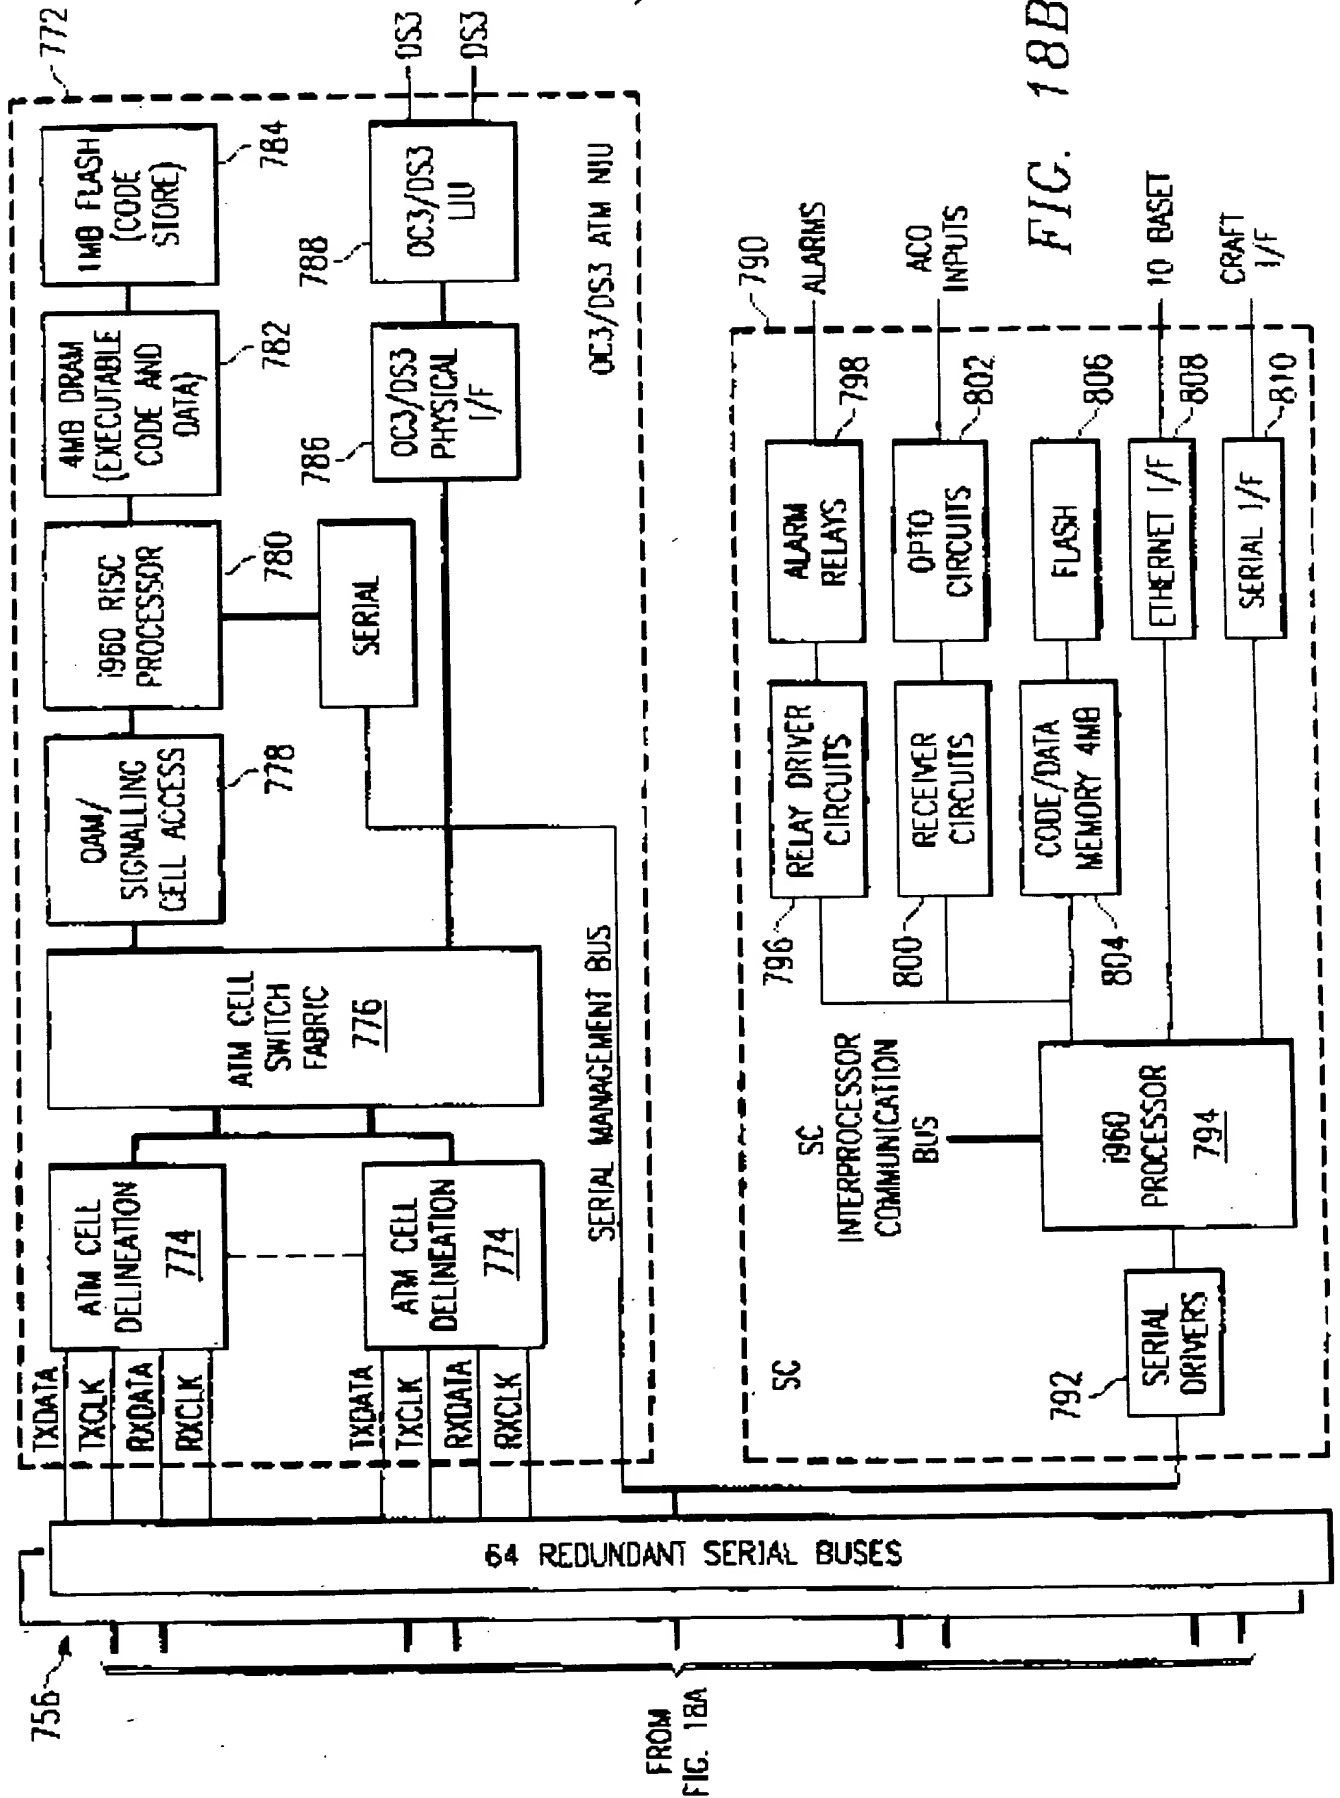 772
1MB FLASH
(CODE
STORE)
784
4MB DRAM
(EXECUTABLE
CODE AND
DATA)
782
i960 RISC
PROCESSOR
780
OAM/
SIGNALLING
CELL ACCESS
778
ATM CELL
SWITCH
FABRIC
776
ATM CELL
DELINEATION
774
ATM CELL
DELINEATION
774
TXDATA
TXCLK
RXDATA
RXCLK
TXDATA
TXCLK
RXDATA
RXCLK
SERIAL
OC3/DS3
PHYSICAL
I/F
786
OC3/DS3
LIU
788
DS3
DS3
OC3/DS3 ATM NIU
SERIAL MANAGEMENT BUS
64 REDUNDANT SERIAL BUSES
756
FROM
FIG. 18A
SC
790
792
SERIAL
DRIVERS
i960
PROCESSOR
794
SC
INTERPROCESSOR
COMMUNICATION
BUS
796
RELAY DRIVER
CIRCUITS
ALARM
RELAYS
798
ALARMS
800
RECEIVER
CIRCUITS
OPTO
CIRCUITS
802
ACO
INPUTS
804
CODE/DATA
MEMORY 4MB
FLASH
806
ETHERNET I/F
808
10 BASET
SERIAL I/F
810
CRAFT
I/F
FIG. 18B